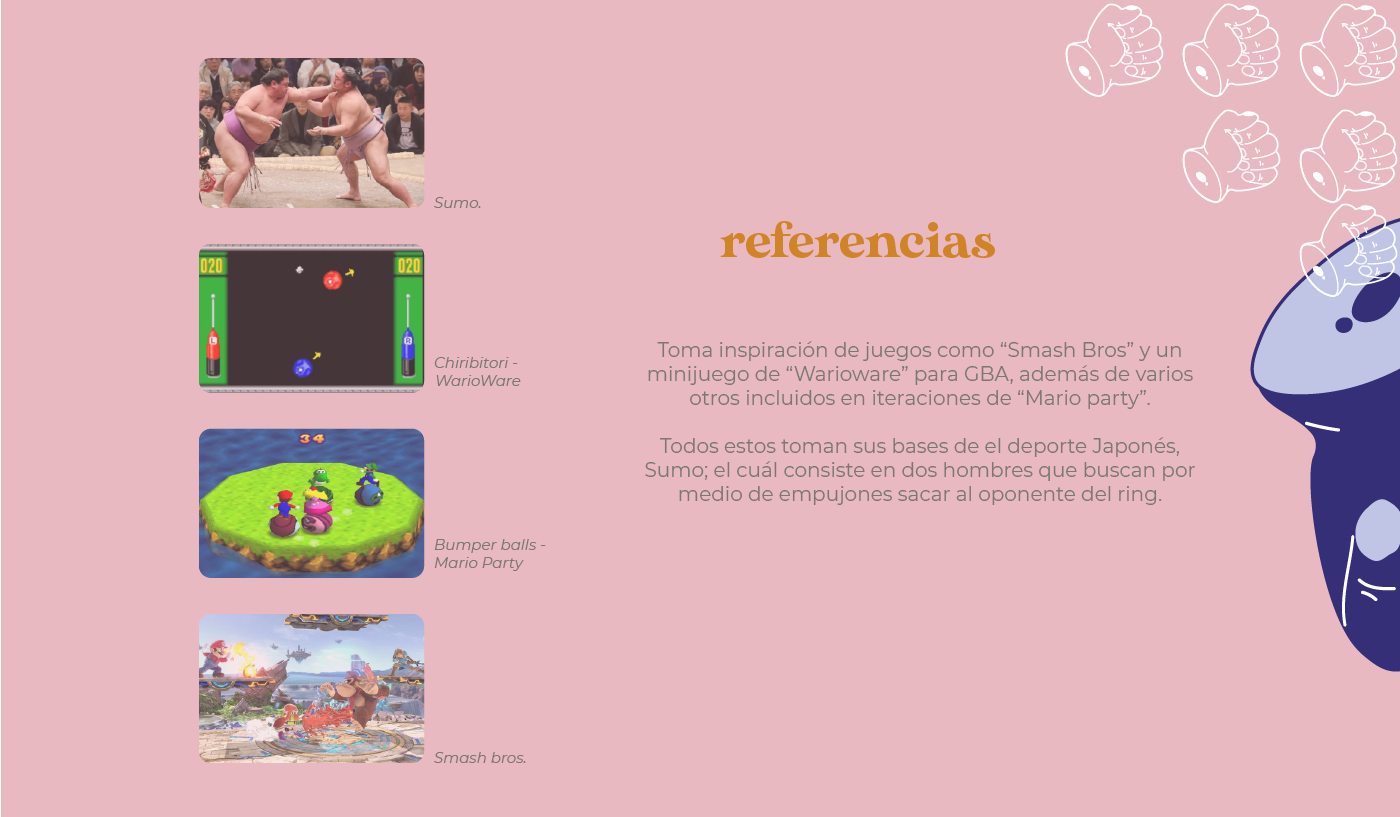 Sumo.
020
020
L
R
Chiribitori -
WarioWare
34
Bumper balls -
Mario Party
Smash bros.
referencias
Toma inspiración de juegos como “Smash Bros” y un
minijuego de “Warioware” para GBA, además de varios
otros incluidos en iteraciones de “Mario party”.
Todos estos toman sus bases de el deporte Japonés,
Sumo; el cuál consiste en dos hombres que buscan por
medio de empujones sacar al oponente del ring.